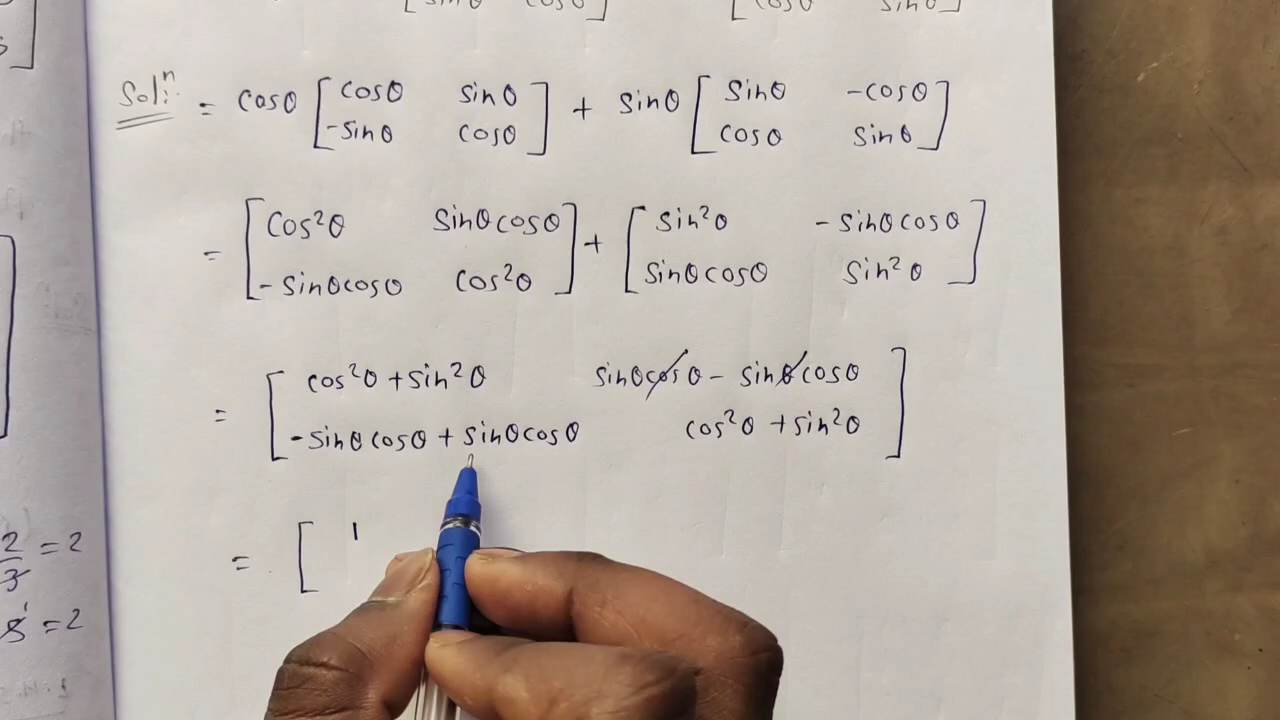 Solⁿ: = cosθ [ cosθ sinθ ] + sinθ [ sinθ -cosθ ]
[ -sinθ cosθ ] [ cosθ sinθ ]
= [ cos²θ sinθcosθ ] + [ sin²θ -sinθcosθ ]
[ -sinθcosθ cos²θ ] [ sinθcosθ sin²θ ]
= [ cos²θ + sin²θ sinθcosθ - sinθcosθ ]
[ -sinθcosθ + sinθcosθ cos²θ + sin²θ ]
= [ 1
2/3 = 2
= 2